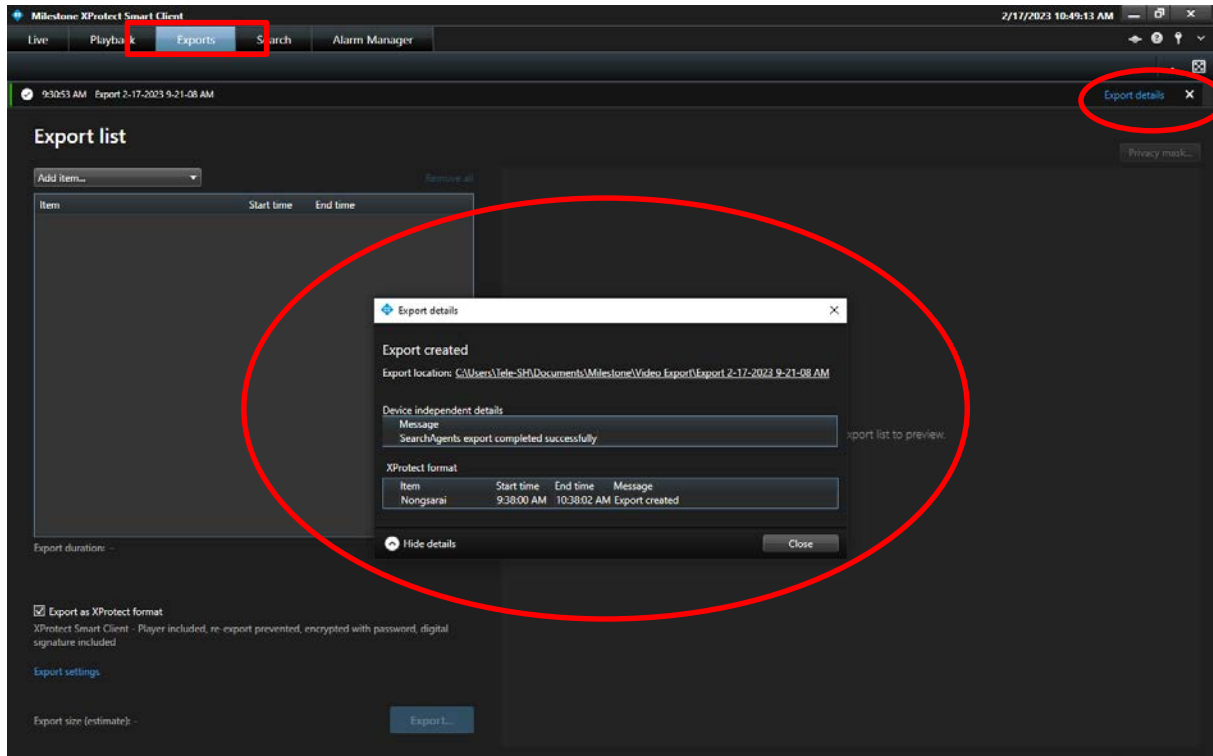 Milestone XProtect Smart Client 2/17/2023 10:49:13 AM
Live Playback Exports Search Alarm Manager
9:30:53 AM Export 2-17-2023 9-21-08 AM Export details
Export list
Privacy mask...
Add item... Remove all
Item Start time End time
Export details
Export created
Export location: C:\Users\Tele-SH\Documents\Milestone\Video Export\Export 2-17-2023 9-21-08 AM
Device independent details
Message
SearchAgents export completed successfully
export list to preview.
XProtect format
Item Start time End time Message
Nongsarai 9:38:00 AM 10:38:02 AM Export created
Hide details Close
Export duration: -
Export as XProtect format
XProtect Smart Client - Player included, re-export prevented, encrypted with password, digital
signature included
Export settings
Export size (estimate): - Export...